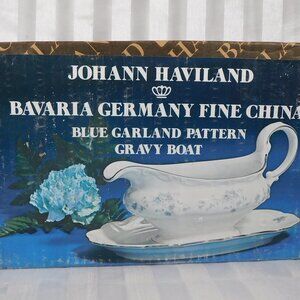 JOHANN HAVILAND
BAVARIA GERMANY FINE CHINA
BLUE GARLAND PATTERN
GRAVY BOAT